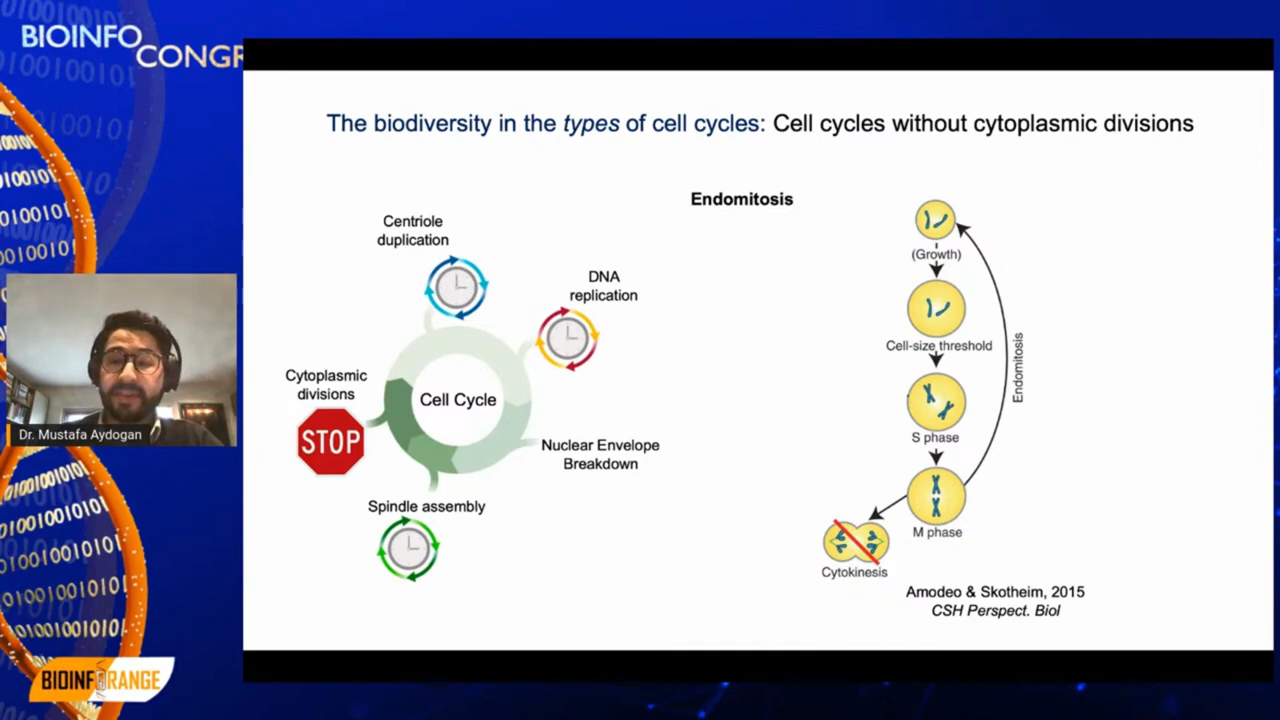 BIOINFO
CONGR
The biodiversity in the types of cell cycles: Cell cycles without cytoplasmic divisions
Endomitosis
Centriole
duplication
DNA
replication
Cytoplasmic
divisions
STOP
Cell Cycle
Nuclear Envelope
Breakdown
Spindle assembly
(Growth)
Cell-size threshold
S phase
M phase
Endomitosis
Cytokinesis
Amodeo & Skotheim, 2015
CSH Perspect. Biol
Dr. Mustafa Aydogan
BIOINFORANGE